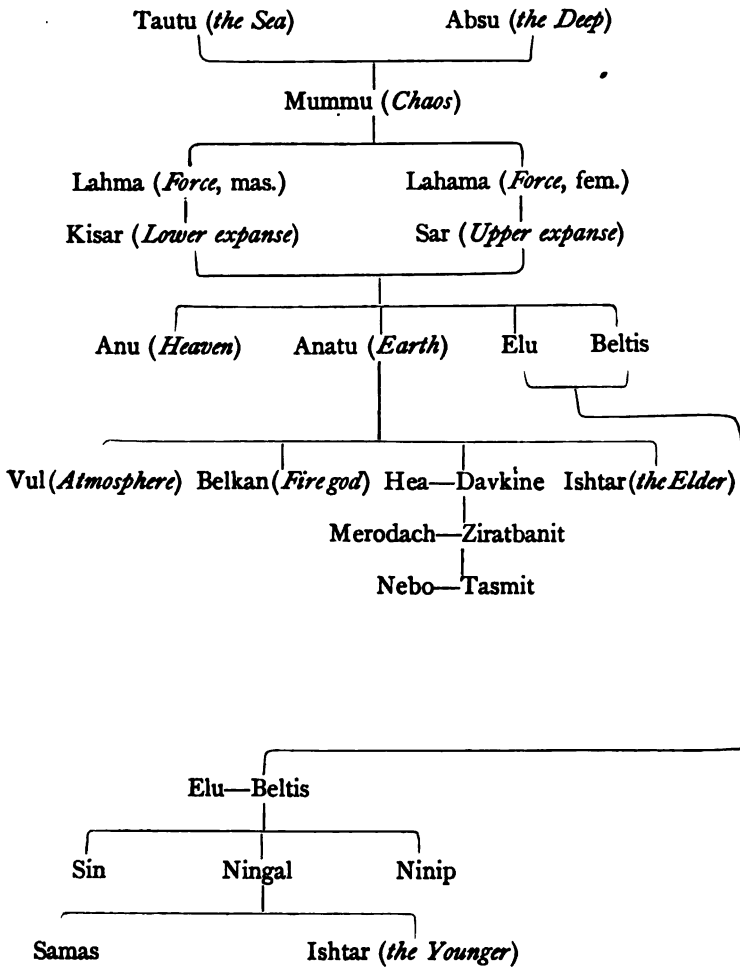 Tautu (the Sea) Absu (the Deep)
Mummu (Chaos)
Lahma (Force, mas.) Lahama (Force, fem.)
Kisar (Lower expanse) Sar (Upper expanse)
Anu (Heaven) Anatu (Earth) Elu Beltis
Vul (Atmosphere) Belkan (Fire god) Hea—Davkine Ishtar (the Elder)
Merodach—Ziratbanit
Nebo—Tasmit
Elu—Beltis
Sin Ningal Ninip
Samas Ishtar (the Younger)